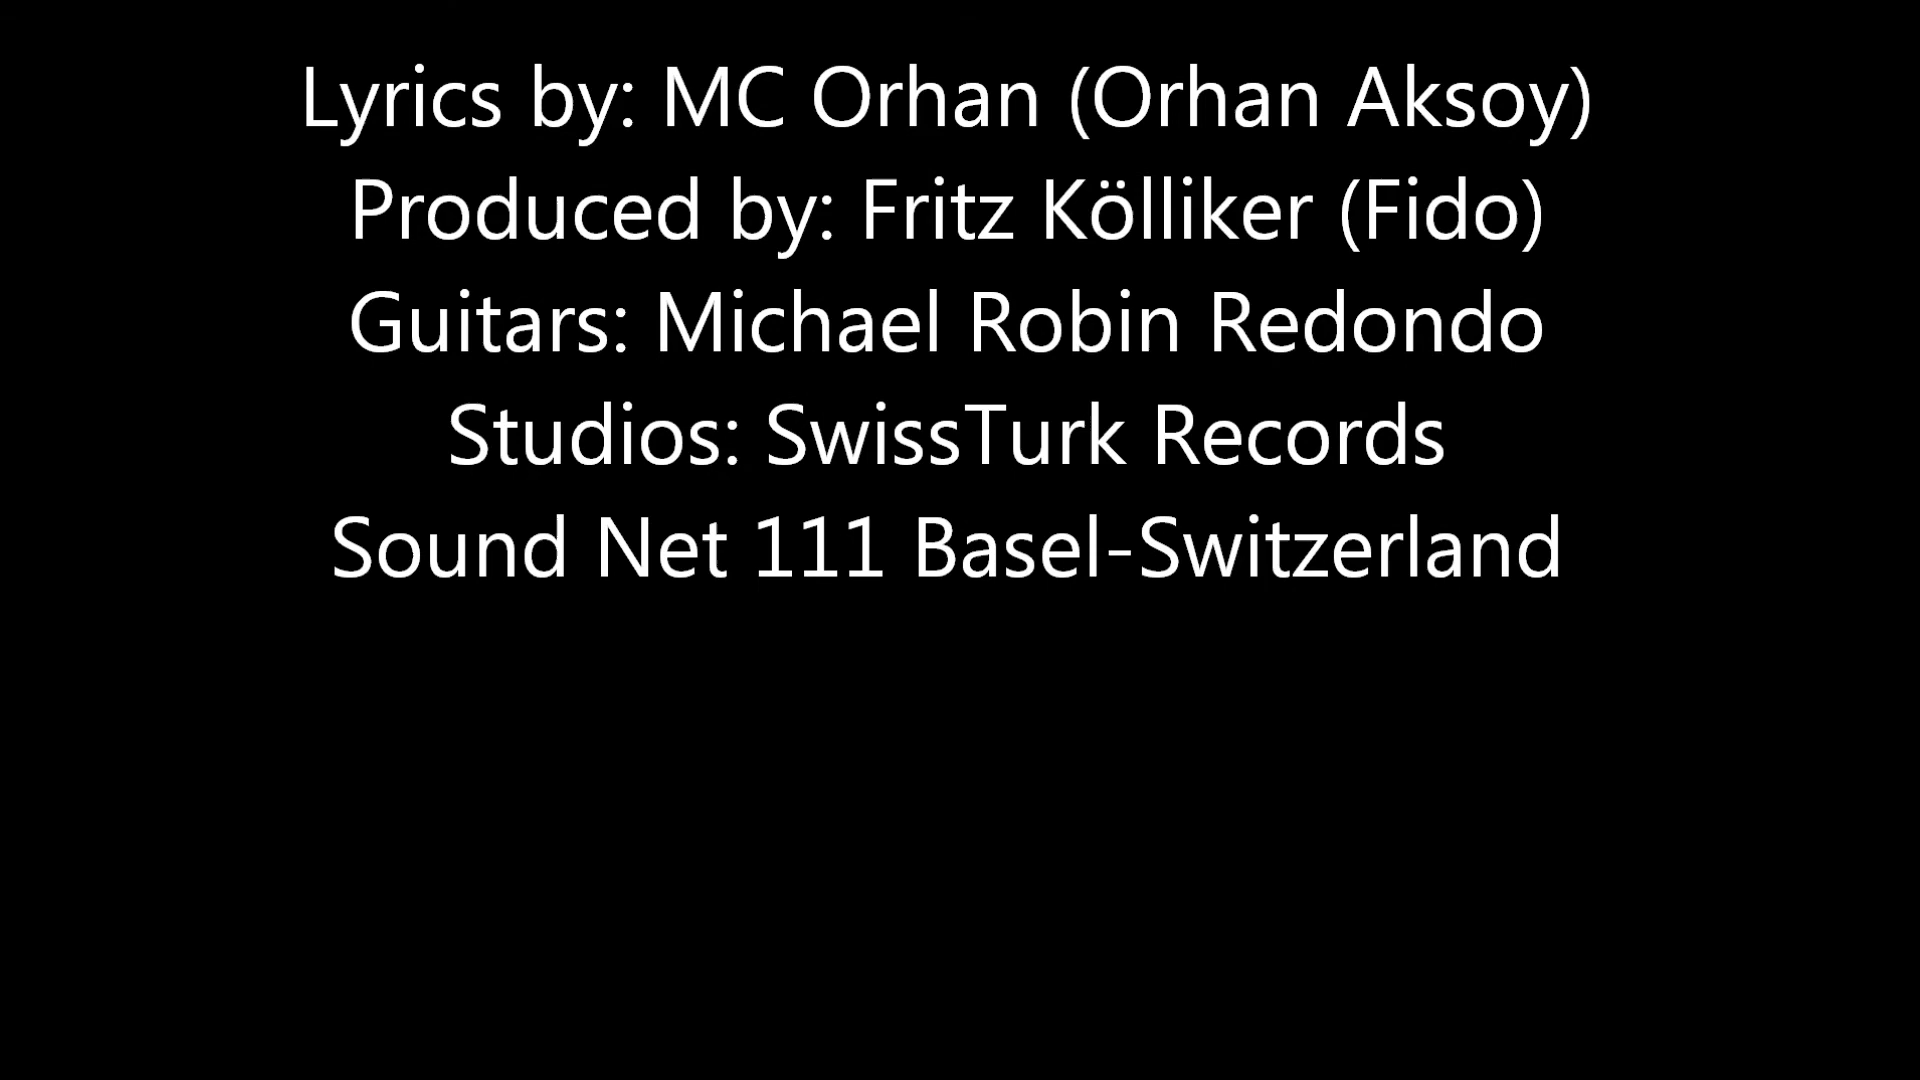 Lyrics by: MC Orhan (Orhan Aksoy)
Produced by: Fritz Kölliker (Fido)
Guitars: Michael Robin Redondo
Studios: SwissTurk Records
Sound Net 111 Basel-Switzerland